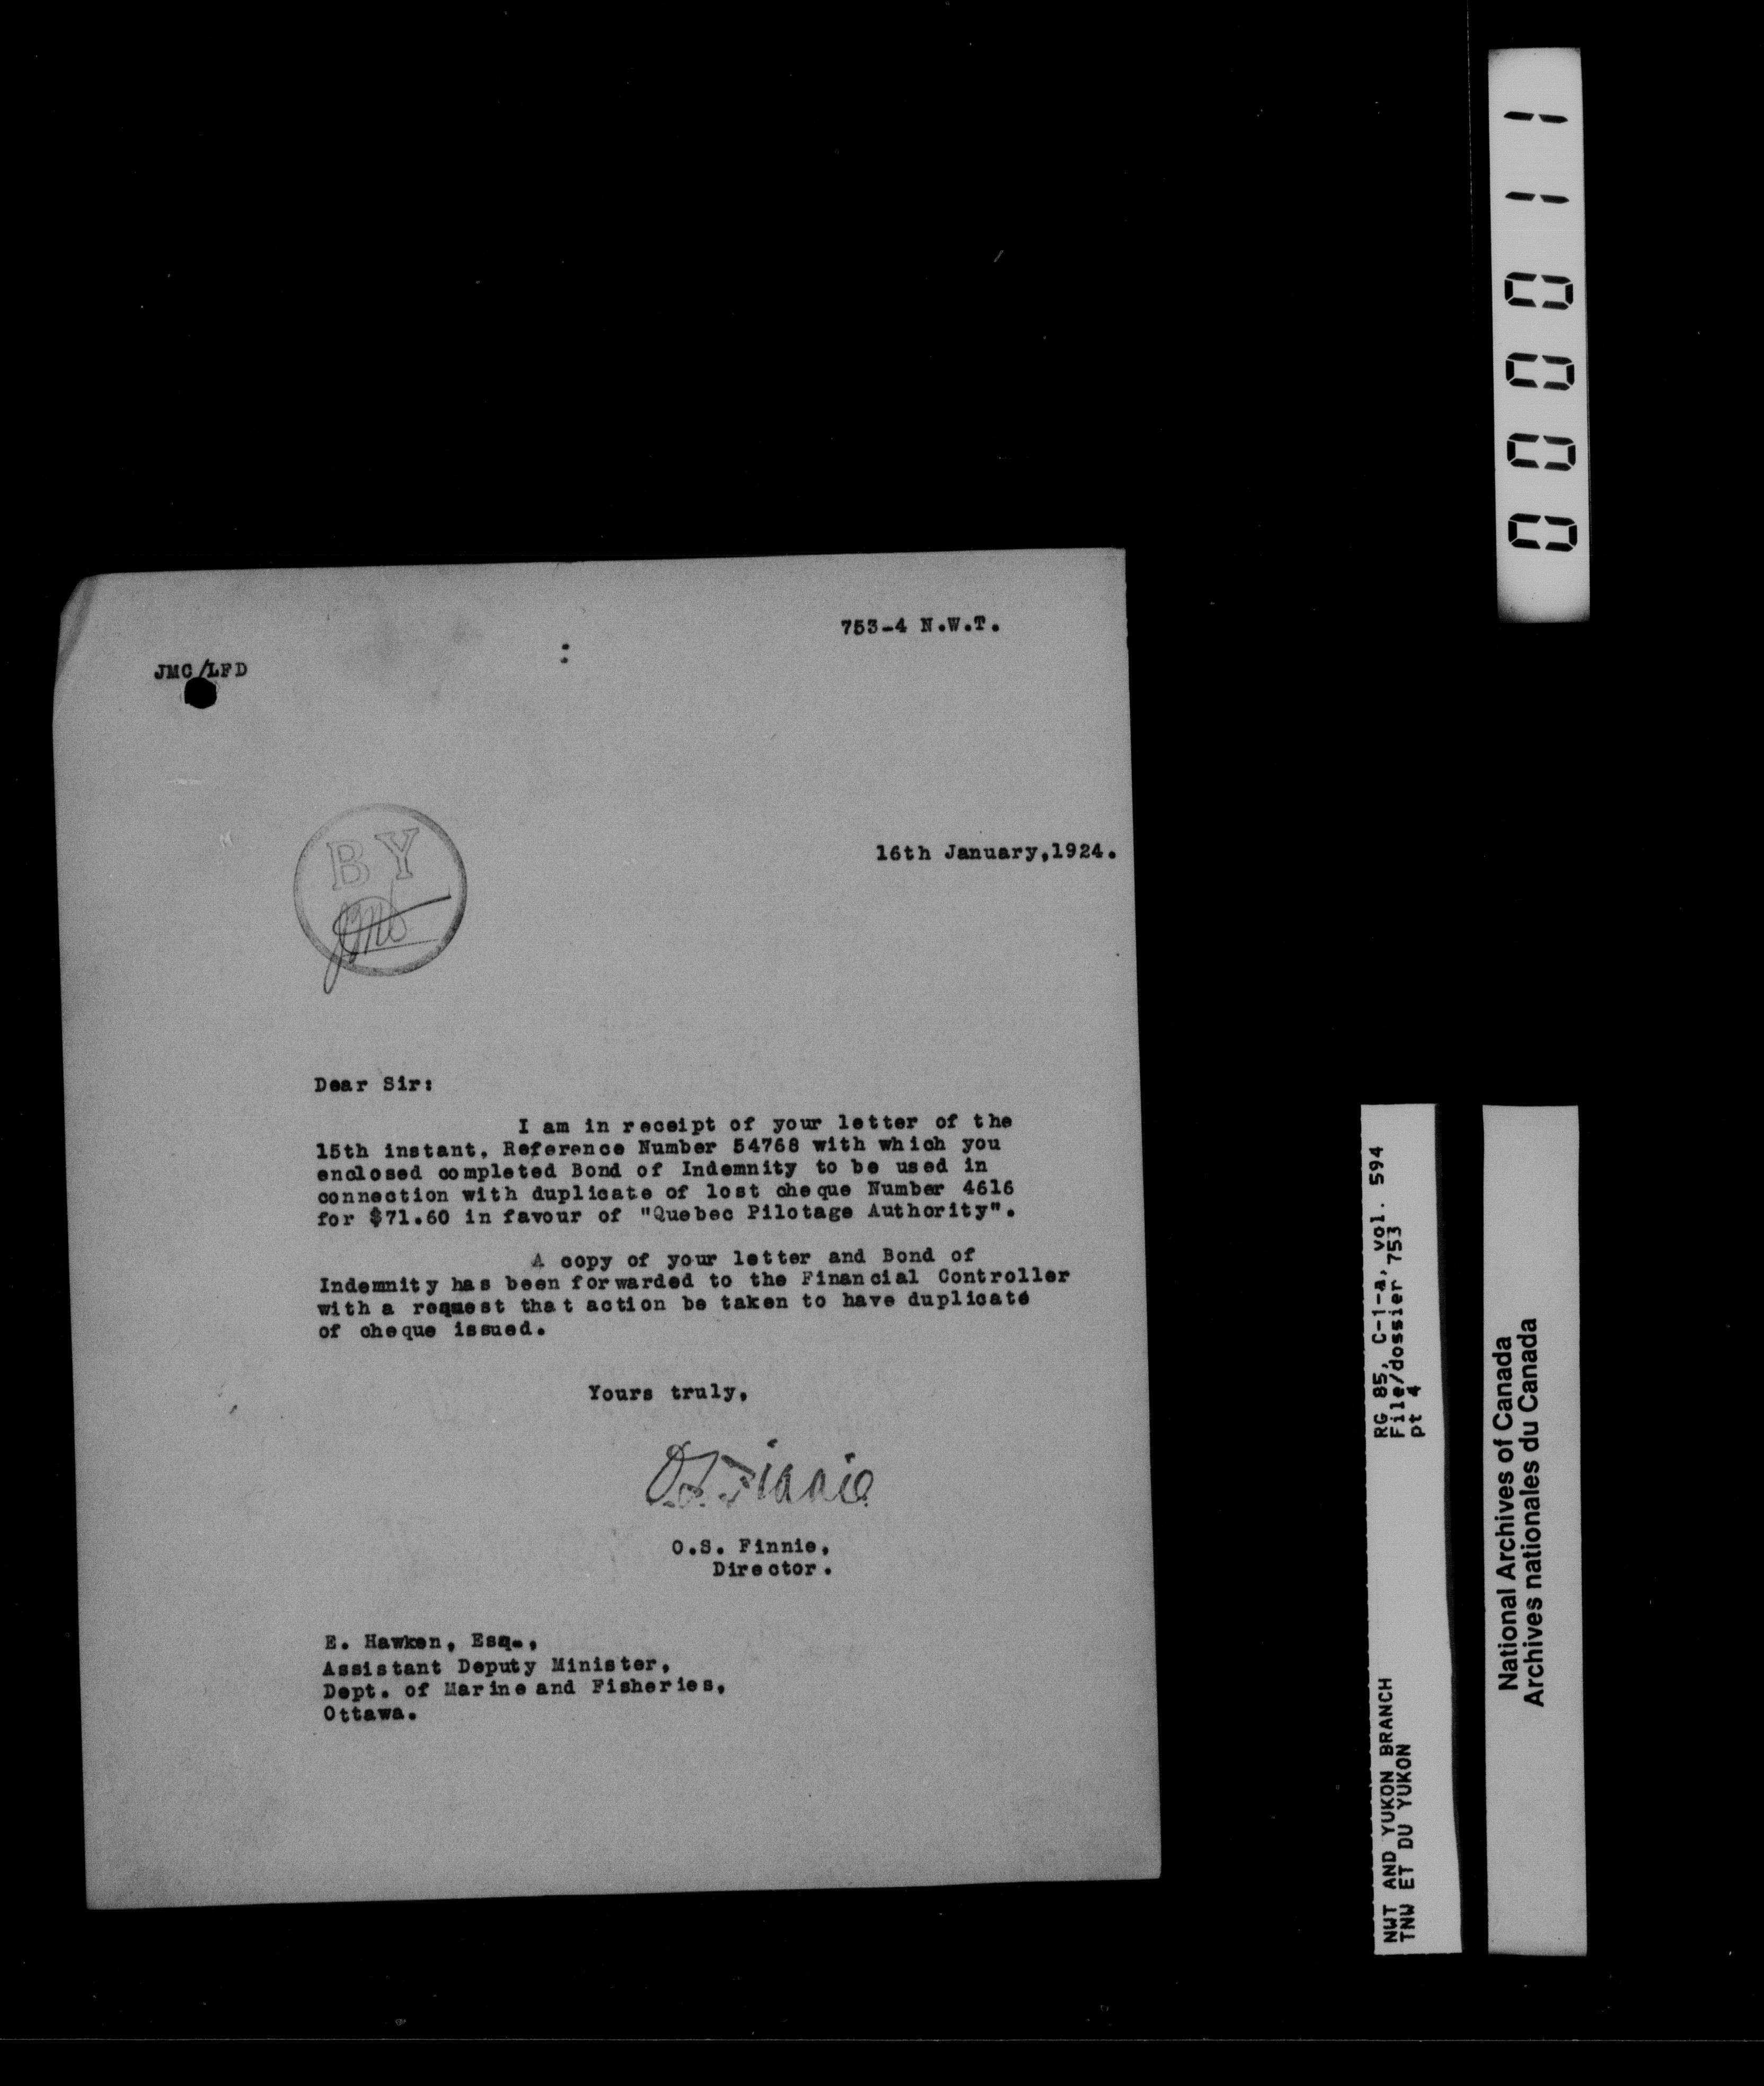 753-4 N.W.T.
JMC/LFD
BY
16th January,1924.
Dear Sir:
I am in receipt of your letter of the
15th instant, Reference Number 54768 with which you
enclosed completed Bond of Indemnity to be used in
connection with duplicate of lost cheque Number 4616
for $71.60 in favour of "Quebec Pilotage Authority".
A copy of your letter and Bond of
Indemnity has been forwarded to the Financial Controller
with a request that action be taken to have duplicate
of cheque issued.
Yours truly,
O.S. Finnie
O.S. Finnie,
Director.
E. Hawken, Esq.,
Assistant Deputy Minister,
Dept. of Marine and Fisheries,
Ottawa.
000011
NWT AND YUKON BRANCH RG 85, C-1-a, vol. 594
TNW ET DU YUKON File/dossier 753
pt 4
National Archives of Canada
Archives nationales du Canada